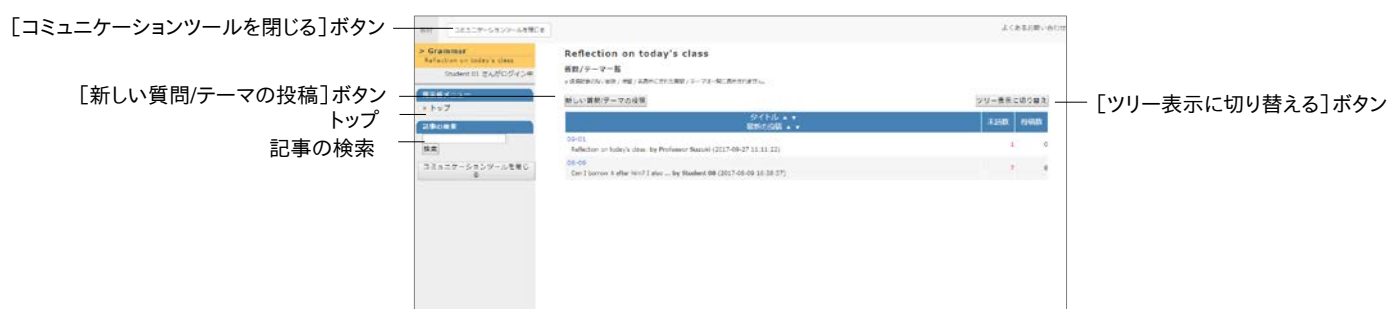 ［コミュニケーションツールを閉じる］ボタン
コミュニケーションツールを閉じる
よくあるお問い合わせ
> Grammar
Reflection on today's class
Student 01 さんがログイン中
Reflection on today's class
質問/テーマ一覧
［新しい質問/テーマの投稿］ボタン
トップ
記事の検索
> トップ
記事の検索
検索
コミュニケーションツールを閉じる
新しい質問/テーマの投稿
ツリー表示に切り替え
［ツリー表示に切り替える］ボタン
タイトル ▲ ▼
最新の投稿 ▲ ▼
未読数 投稿数
09-01
Reflection on today's class by Professor Suzuki (2017-09-27 11:11:22)
1 0
08-09
Can I borrow it after him? I also ... by Student 08
7 6